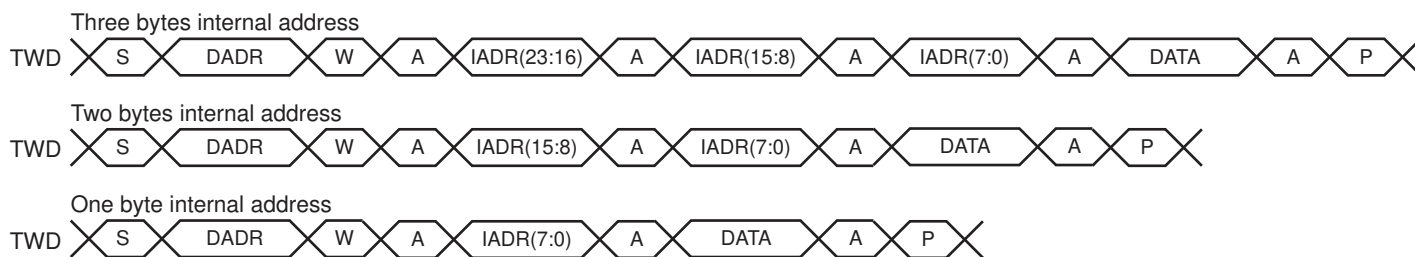 Three bytes internal address
TWD S DADR W A IADR(23:16) A IADR(15:8) A IADR(7:0) A DATA A P
Two bytes internal address
TWD S DADR W A IADR(15:8) A IADR(7:0) A DATA A P
One byte internal address
TWD S DADR W A IADR(7:0) A DATA A P